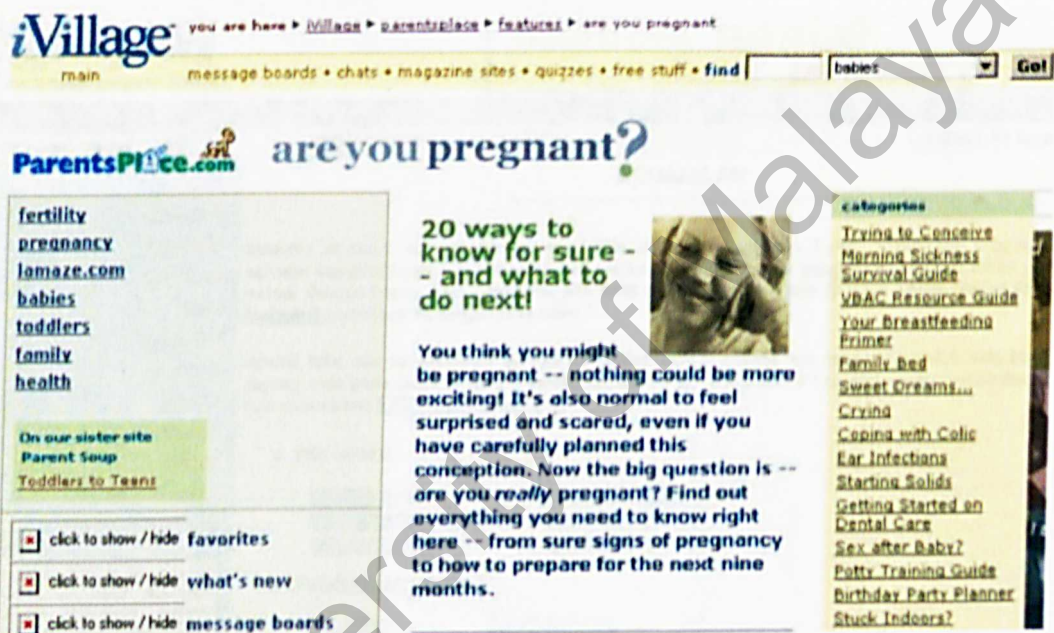 iVillage you are here ▸ iVillage ▸ parentsplace ▸ features ▸ are you pregnant
main message boards • chats • magazine sites • quizzes • free stuff • find babies Go!
ParentsPlace.com
are you pregnant?
fertility
pregnancy
lamaze.com
babies
toddlers
family
health
On our sister site
Parent Soup
Toddlers to Teens
click to show / hide favorites
click to show / hide what's new
click to show / hide message boards
20 ways to
know for sure -
- and what to
do next!
You think you might
be pregnant -- nothing could be more
exciting! It's also normal to feel
surprised and scared, even if you
have carefully planned this
conception. Now the big question is --
are you really pregnant? Find out
everything you need to know right
here -- from sure signs of pregnancy
to how to prepare for the next nine
months.
categories
Trying to Conceive
Morning Sickness
Survival Guide
VBAC Resource Guide
Your Breastfeeding
Primer
Family Bed
Sweet Dreams...
Crying
Coping with Colic
Ear Infections
Starting Solids
Getting Started on
Dental Care
Sex after Baby?
Potty Training Guide
Birthday Party Planner
Stuck Indoors?
ersity of Malaya